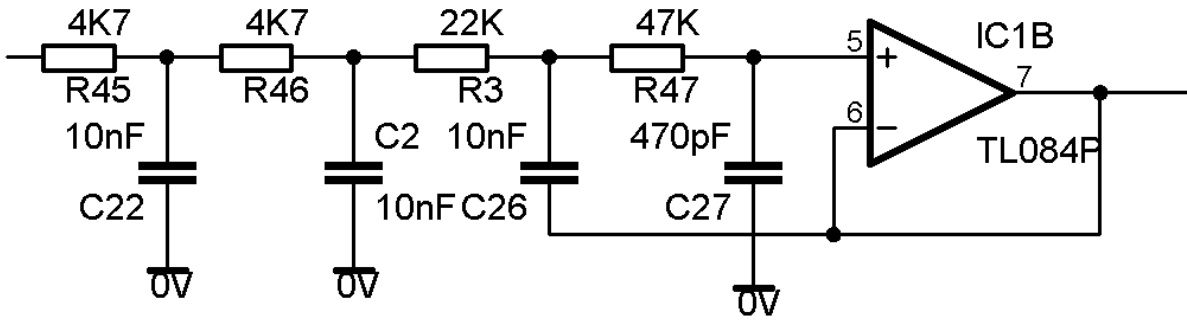 4K7 4K7 22K 47K IC1B
5 7
R45 R46 R3 R47
6
10nF C2 10nF 470pF TL084P
C22 10nF C26 C27
0V 0V
0V